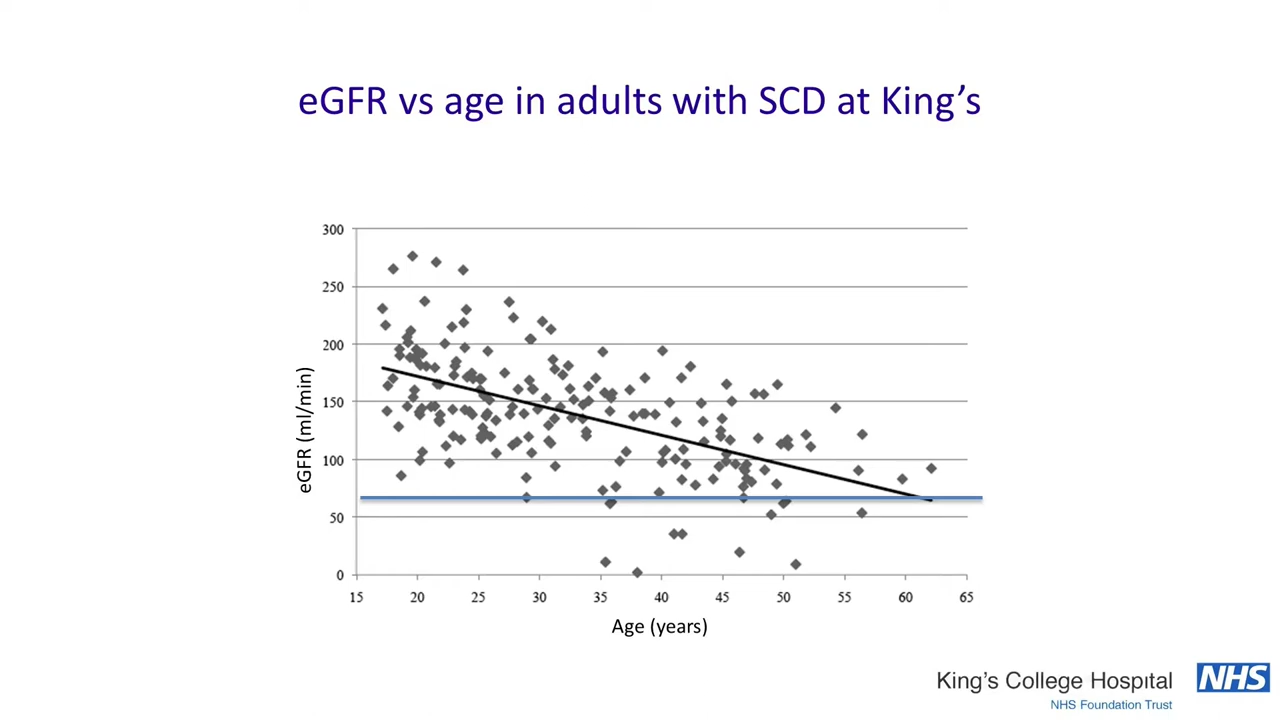 eGFR vs age in adults with SCD at King's
300
250
200
150
100
50
0
eGFR (ml/min)
15 20 25 30 35 40 45 50 55 60 65
Age (years)
King's College Hospital
NHS
NHS Foundation Trust